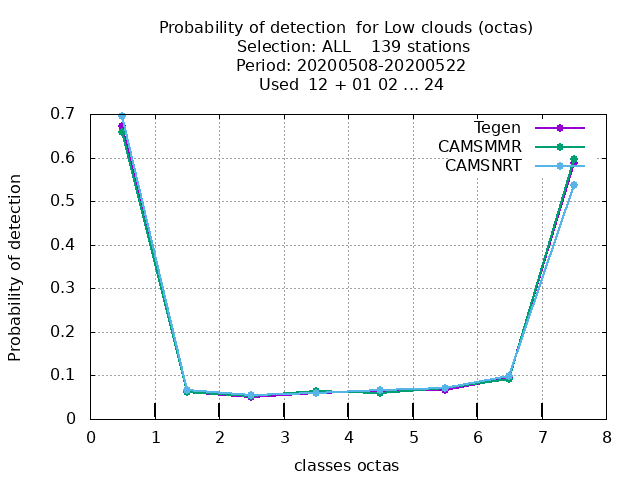 Probability of detection  for Low clouds (octas)
Selection: ALL    139 stations
Period: 20200508-20200522
Used  12 + 01 02 ... 24
Tegen
CAMSMMR
CAMSNRT
Probability of detection
0.7
0.6
0.5
0.4
0.3
0.2
0.1
0
0 1 2 3 4 5 6 7 8
classes octas